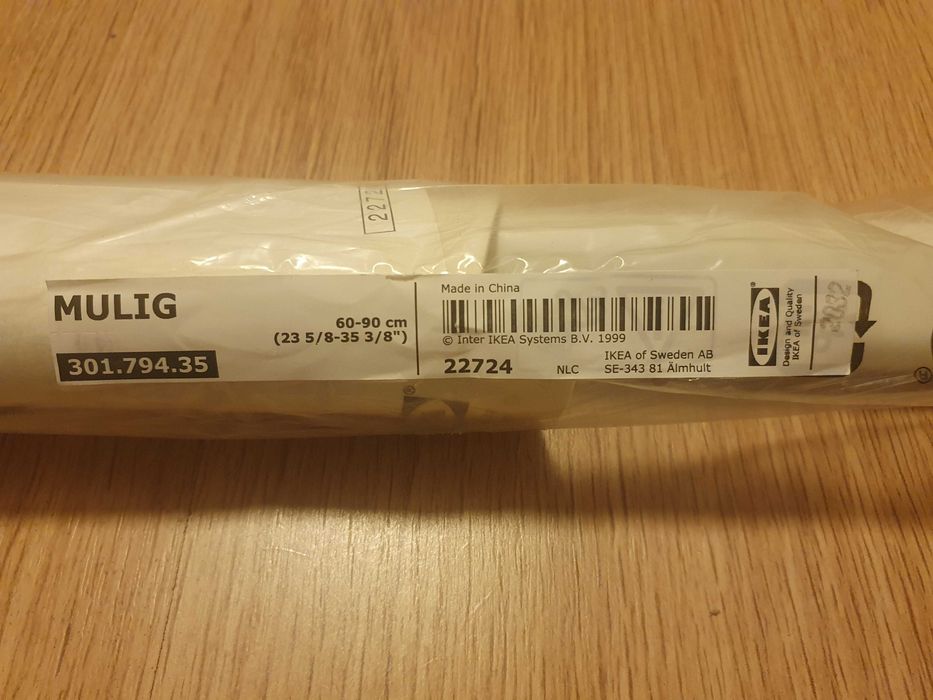 2272
MULIG
60-90 cm
(23 5/8-35 3/8")
301.794.35
Made in China
© Inter IKEA Systems B.V. 1999
22724
NLC
IKEA of Sweden AB
SE-343 81 Älmhult
IKEA
®
Design and Quality
IKEA of Sweden